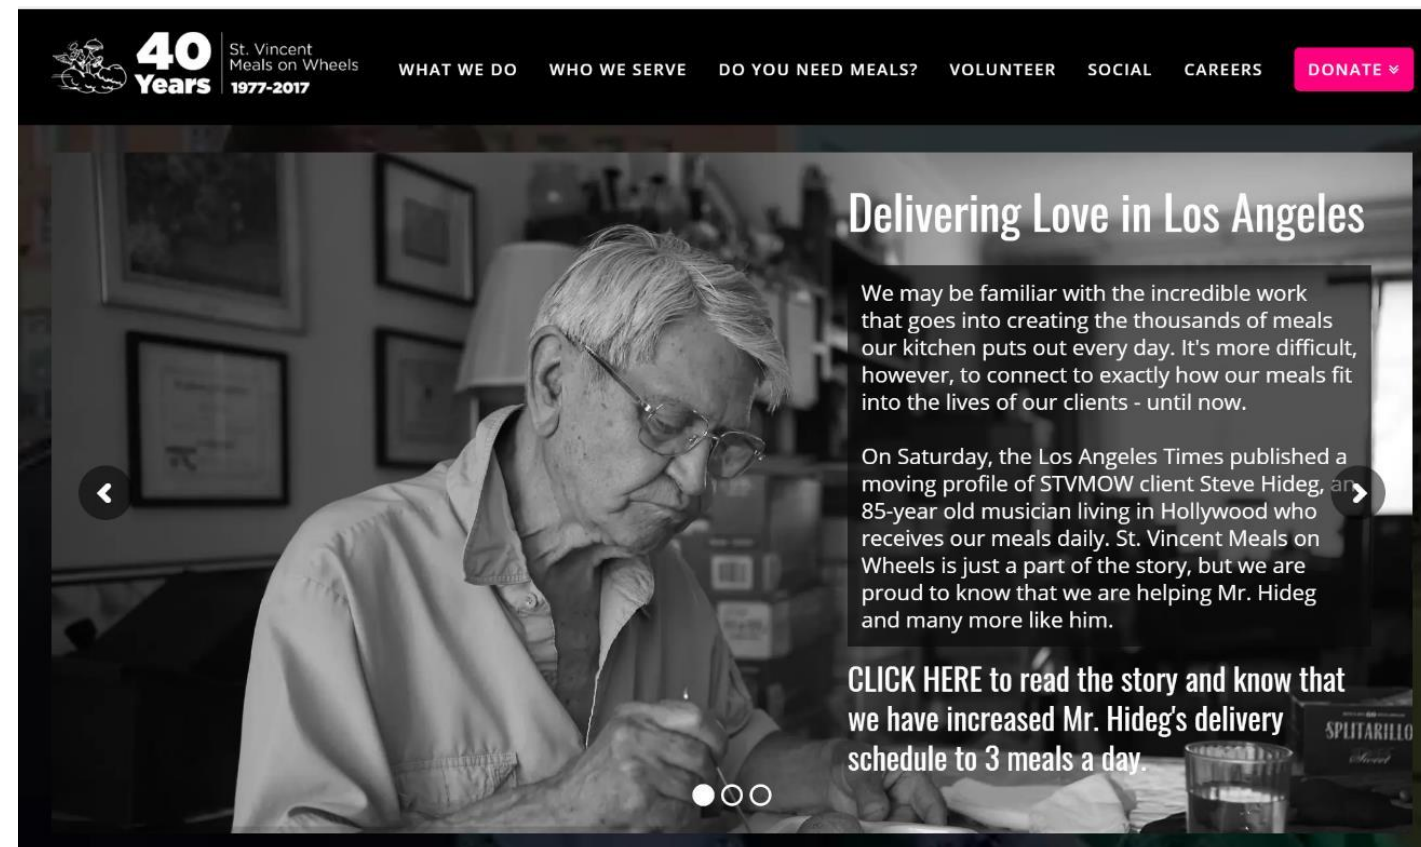 40
Years
St. Vincent
Meals on Wheels
1977-2017
WHAT WE DO
WHO WE SERVE
DO YOU NEED MEALS?
VOLUNTEER
SOCIAL
CAREERS
DONATE
Delivering Love in Los Angeles
We may be familiar with the incredible work
that goes into creating the thousands of meals
our kitchen puts out every day. It's more difficult,
however, to connect to exactly how our meals fit
into the lives of our clients - until now.
On Saturday, the Los Angeles Times published a
moving profile of STVMOW client Steve Hideg, an
85-year old musician living in Hollywood who
receives our meals daily. St. Vincent Meals on
Wheels is just a part of the story, but we are
proud to know that we are helping Mr. Hideg
and many more like him.
CLICK HERE to read the story and know that
we have increased Mr. Hideg's delivery
schedule to 3 meals a day.
SPLITARILLO
Sweet